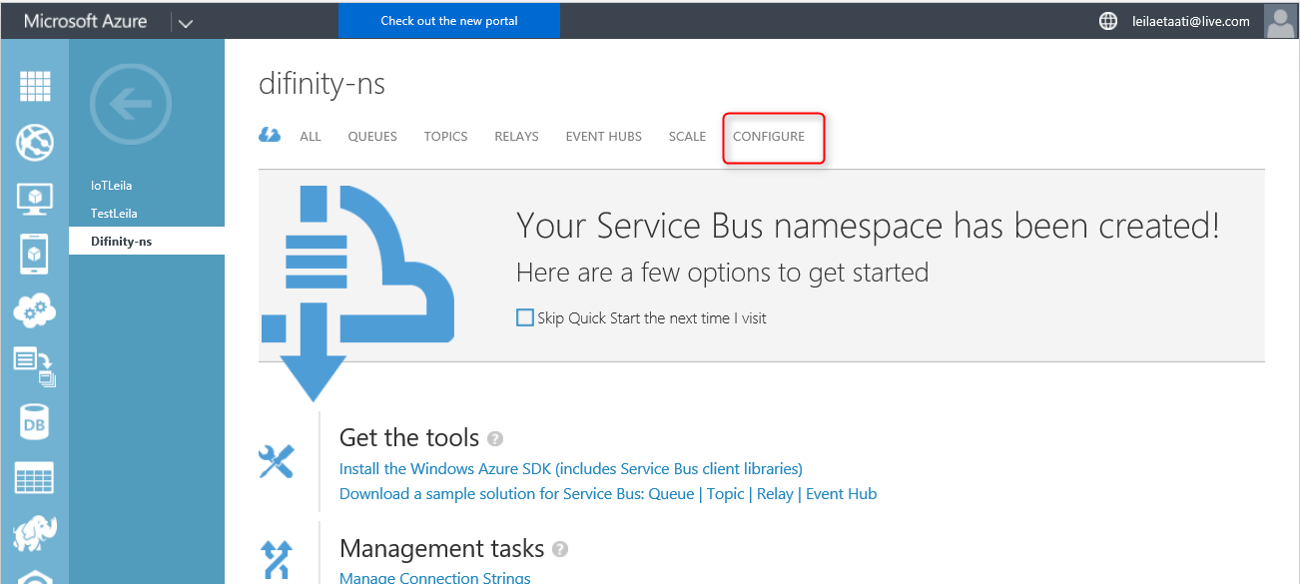 Microsoft Azure
Check out the new portal
leilaetaati@live.com
IoTLeila
TestLeila
Difinity-ns
difinity-ns
ALL QUEUES TOPICS RELAYS EVENT HUBS SCALE CONFIGURE
Your Service Bus namespace has been created!
Here are a few options to get started
Skip Quick Start the next time I visit
DB
Get the tools ?
Install the Windows Azure SDK (includes Service Bus client libraries)
Download a sample solution for Service Bus: Queue | Topic | Relay | Event Hub
Management tasks ?
Manage Connection Strings